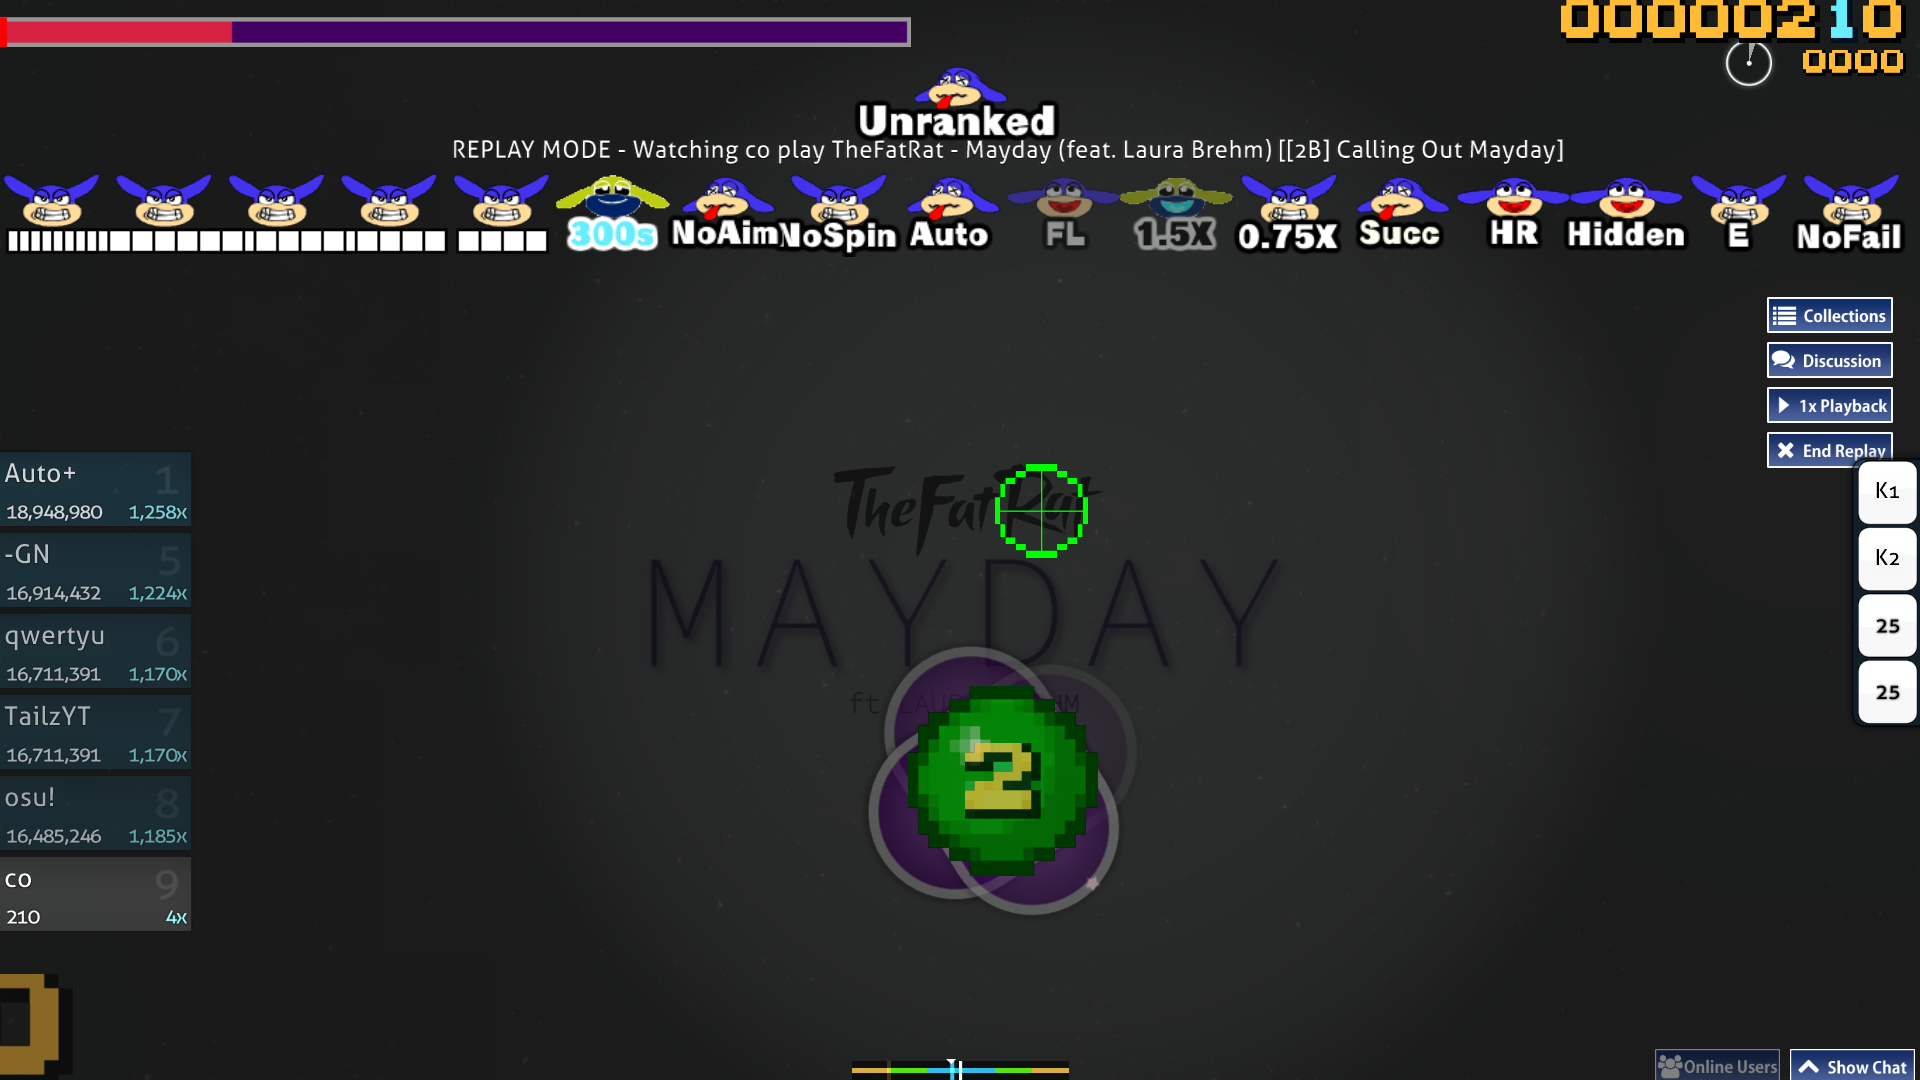 00000210
0000
Unranked
REPLAY MODE - Watching co play TheFatRat - Mayday (feat. Laura Brehm) [[2B] Calling Out Mayday]
300s NoAim NoSpin Auto FL 1.5X 0.75X Succ HR Hidden E NoFail
Collections
Discussion
1x Playback
End Replay
K1
K2
25
25
Auto+ 1
18,948,980 1,258x
-GN 5
16,914,432 1,224x
qwertyu 6
16,711,391 1,170x
TailzYT 7
16,711,391 1,170x
osu! 8
16,485,246 1,185x
co 9
210 4x
TheFatRat
MAYDAY
ft
2
0
Online Users
Show Chat